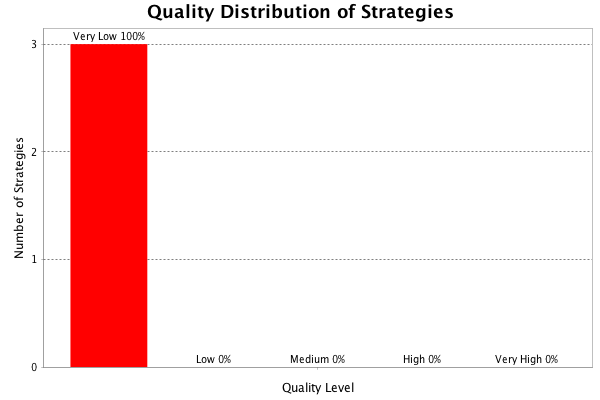 Quality Distribution of Strategies
Very Low 100%
3
2
1
0
Number of Strategies
Low 0%
Medium 0%
High 0%
Very High 0%
Quality Level